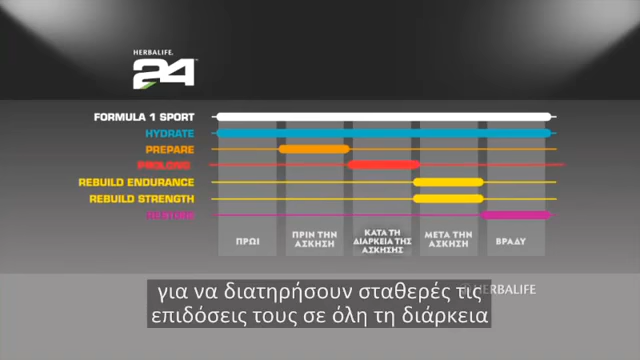 HERBALIFE.
24
FORMULA 1 SPORT
HYDRATE
PREPARE
PROLONG
REBUILD ENDURANCE
REBUILD STRENGTH
ΠΡΩΙ
ΠΡΙΝ ΤΗΝ
ΑΣΚΗΣΗ
ΚΑΤΑ ΤΗ
ΔΙΑΡΚΕΙΑ ΤΗΣ
ΑΣΚΗΣΗΣ
ΜΕΤΑ ΤΗΝ
ΑΣΚΗΣΗ
ΒΡΑΔΥ
HERBALIFE
για να διατηρήσουν σταθερές τις
επιδόσεις τους σε όλη τη διάρκεια